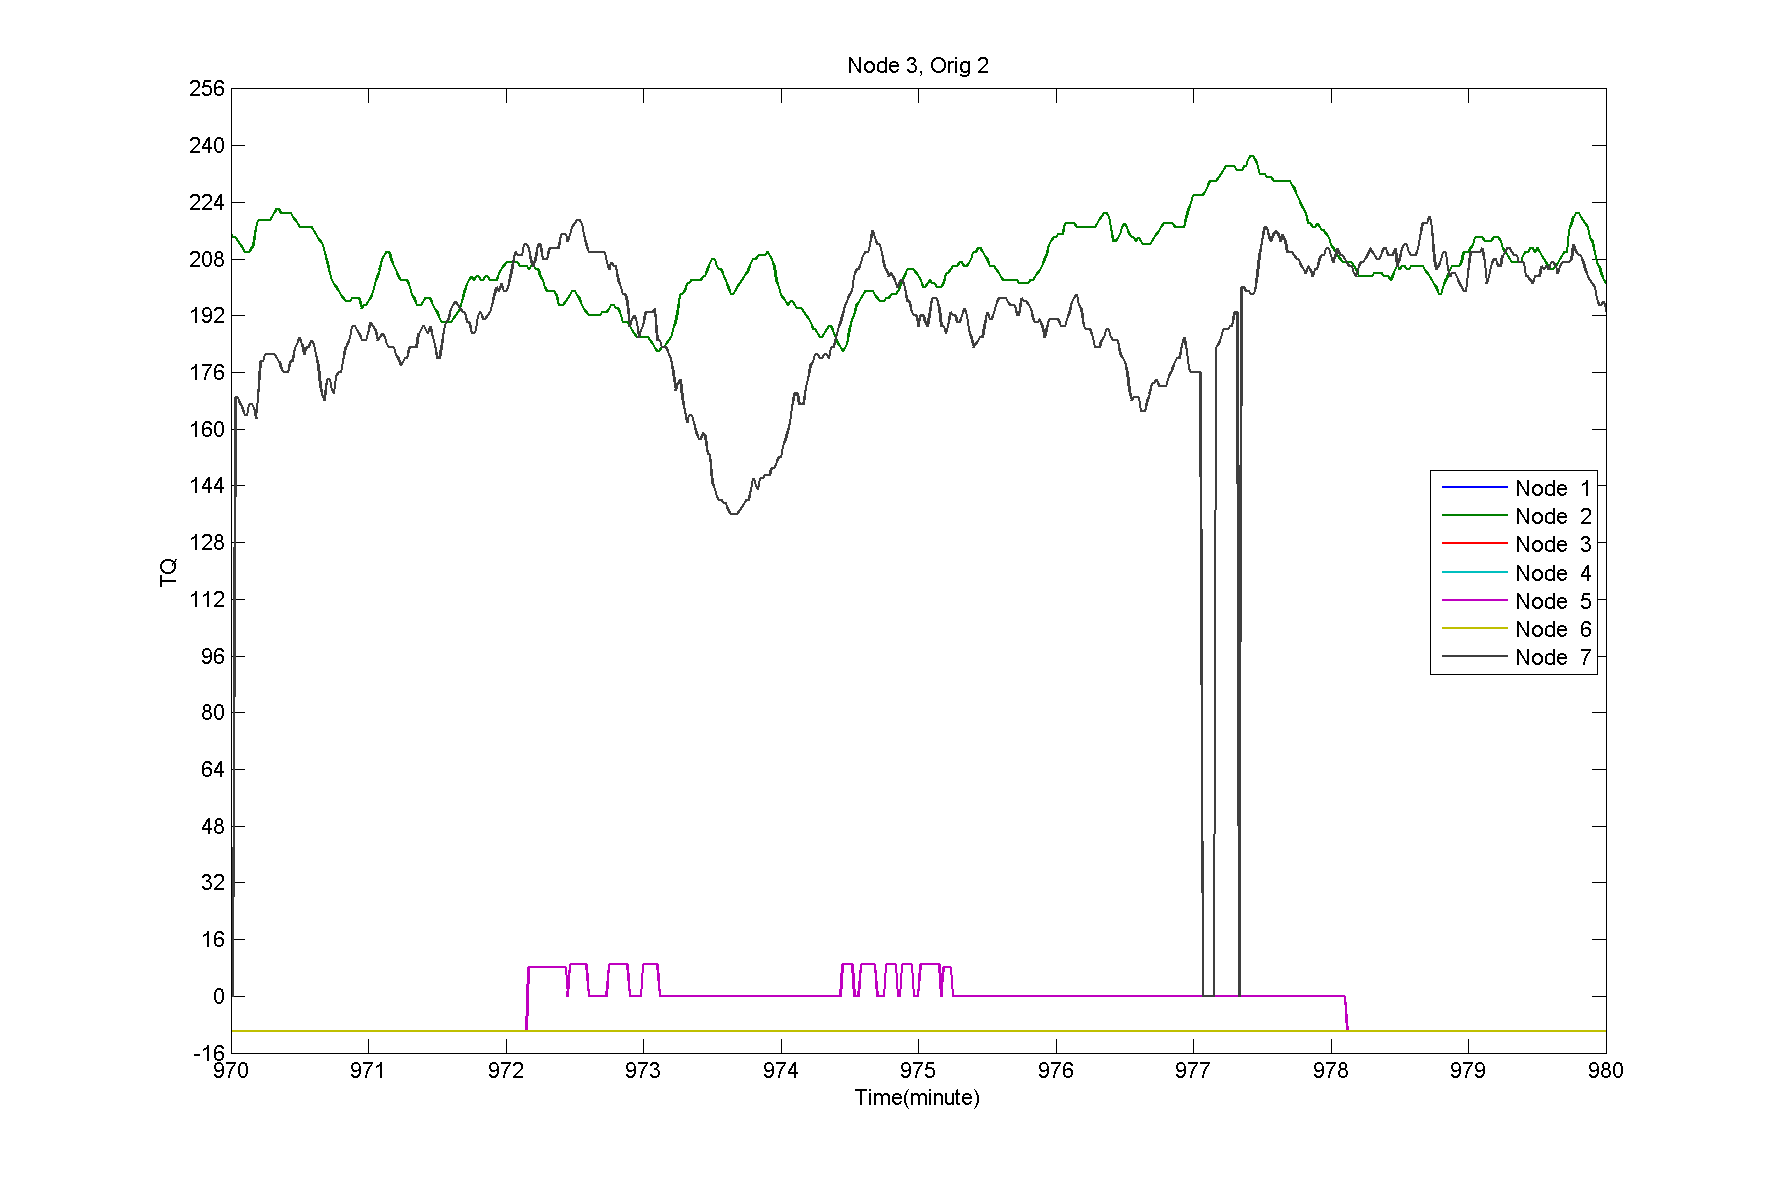 Node 3, Orig 2
256
240
224
208
192
176
160
144
128
112
96
80
64
48
32
16
0
-16
TQ
Node 1
Node 2
Node 3
Node 4
Node 5
Node 6
Node 7
970 971 972 973 974 975 976 977 978 979 980
Time(minute)